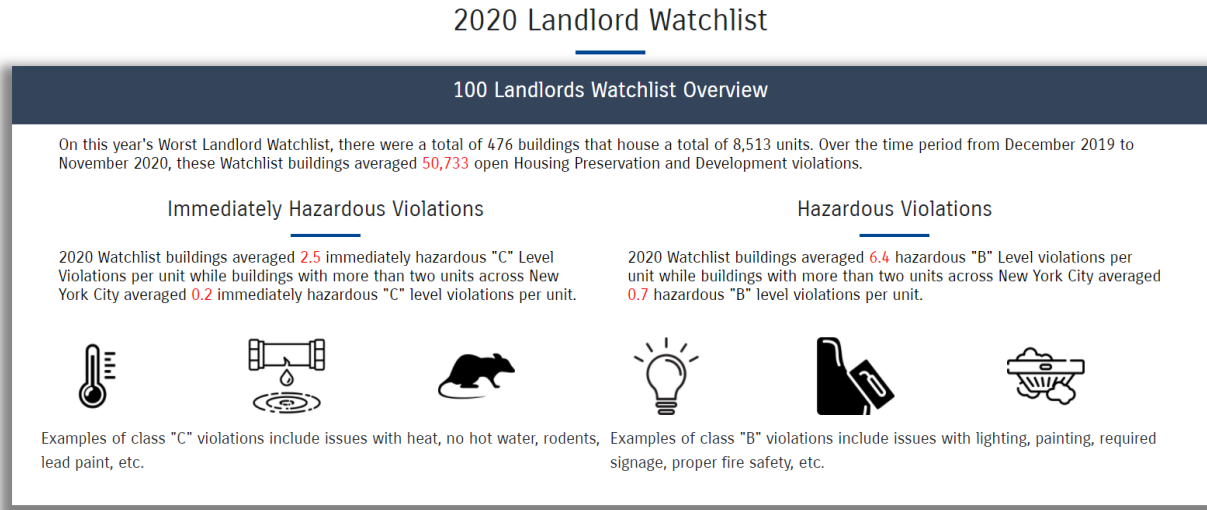 2020 Landlord Watchlist
100 Landlords Watchlist Overview
On this year's Worst Landlord Watchlist, there were a total of 476 buildings that house a total of 8,513 units. Over the time period from December 2019 to
November 2020, these Watchlist buildings averaged 50,733 open Housing Preservation and Development violations.
Immediately Hazardous Violations
2020 Watchlist buildings averaged 2.5 immediately hazardous "C" Level
Violations per unit while buildings with more than two units across New
York City averaged 0.2 immediately hazardous "C" level violations per unit.
Examples of class "C" violations include issues with heat, no hot water, rodents,
lead paint, etc.
Hazardous Violations
2020 Watchlist buildings averaged 6.4 hazardous "B" Level violations per
unit while buildings with more than two units across New York City averaged
0.7 hazardous "B" level violations per unit.
Examples of class "B" violations include issues with lighting, painting, required
signage, proper fire safety, etc.